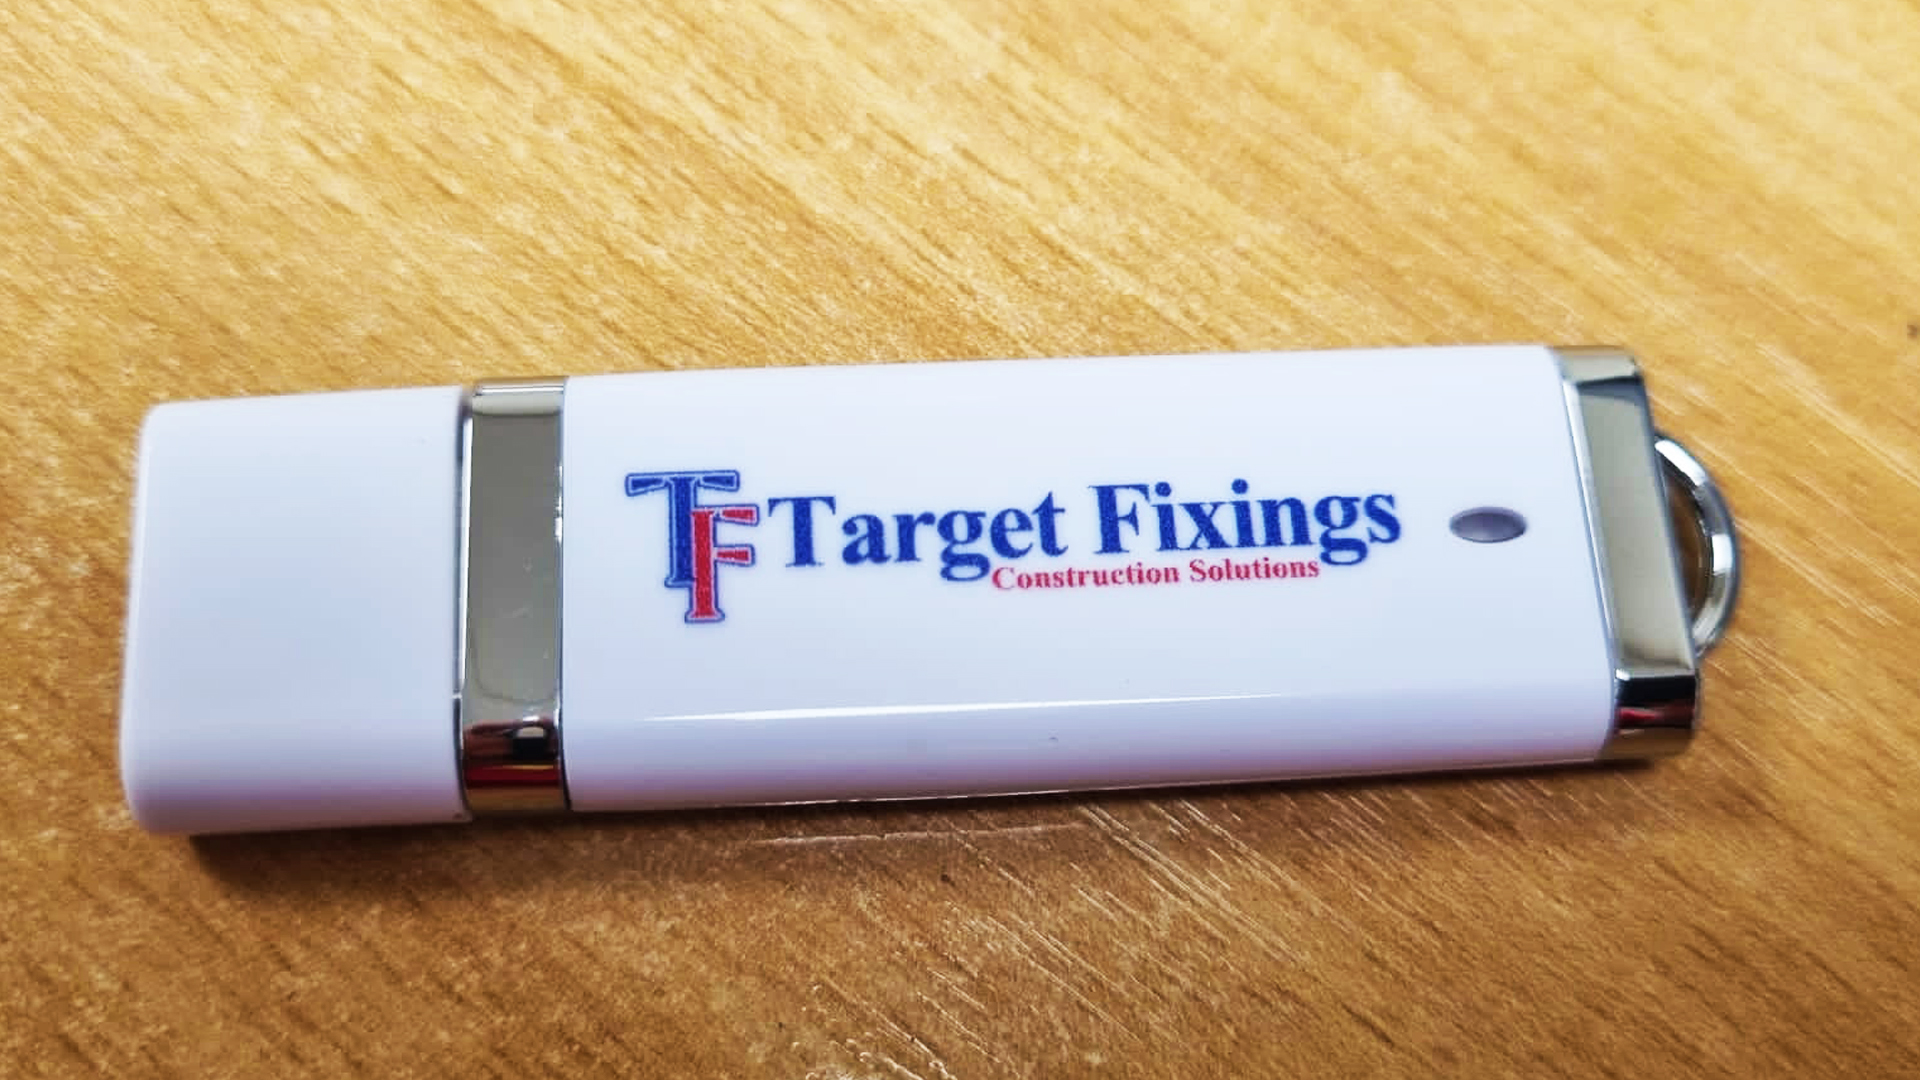 TF Target Fixings
Construction Solutions